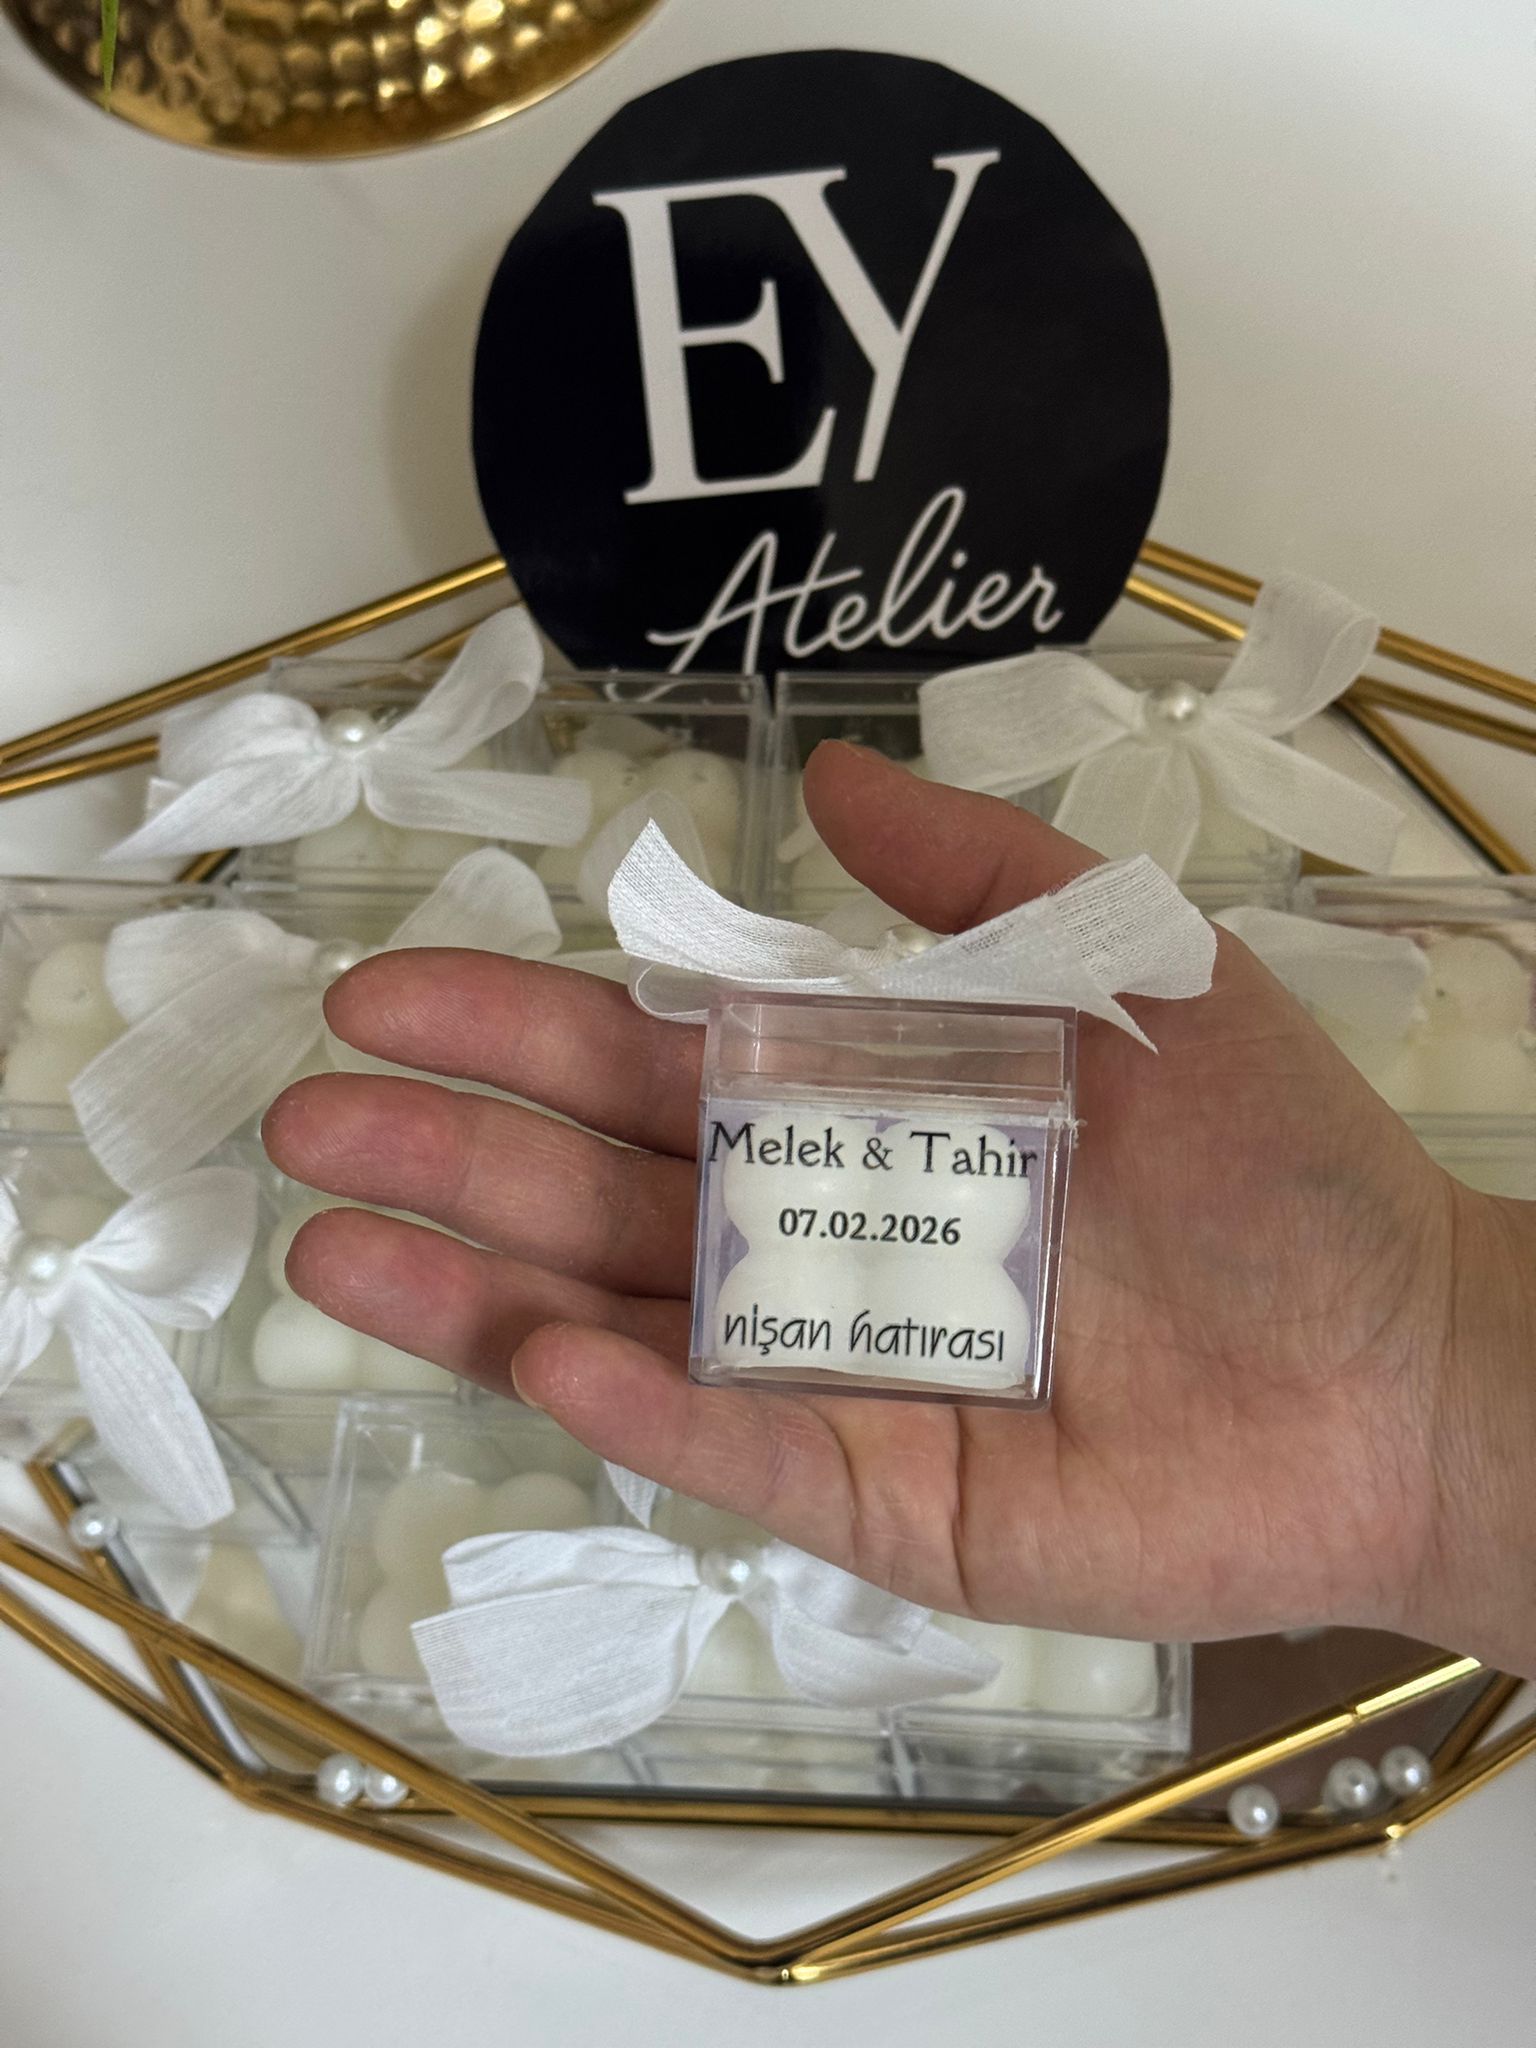 EY
Atelier
Melek & Tahir
07.02.2026
nişan hatırası